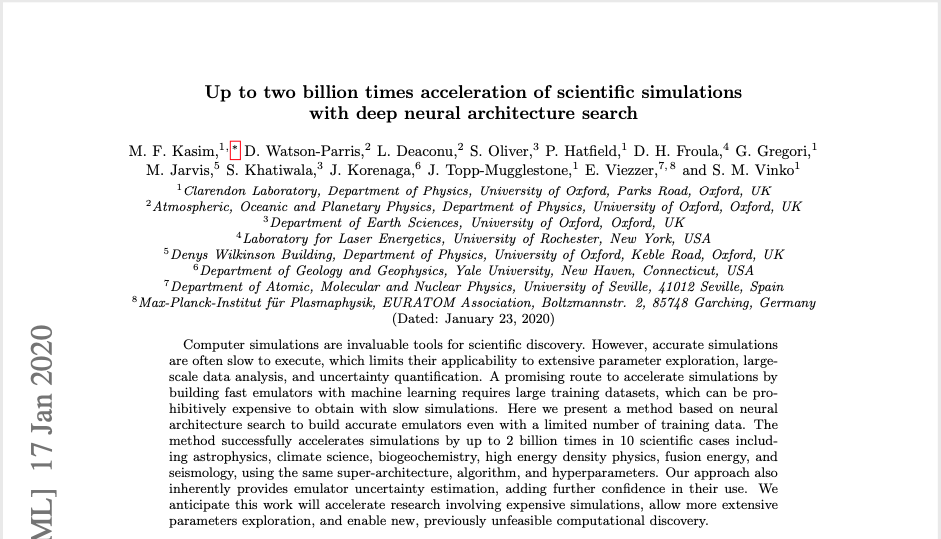 Up to two billion times acceleration of scientific simulations
with deep neural architecture search
M. F. Kasim,1, * D. Watson-Parris,2 L. Deaconu,2 S. Oliver,3 P. Hatfield,1 D. H. Froula,4 G. Gregori,1
M. Jarvis,5 S. Khatiwala,3 J. Korenaga,6 J. Topp-Mugglestone,1 E. Viezzer,7, 8 and S. M. Vinko1
1Clarendon Laboratory, Department of Physics, University of Oxford, Parks Road, Oxford, UK
2Atmospheric, Oceanic and Planetary Physics, Department of Physics, University of Oxford, Oxford, UK
3Department of Earth Sciences, University of Oxford, Oxford, UK
4Laboratory for Laser Energetics, University of Rochester, New York, USA
5Denys Wilkinson Building, Department of Physics, University of Oxford, Keble Road, Oxford, UK
6Department of Geology and Geophysics, Yale University, New Haven, Connecticut, USA
7Department of Atomic, Molecular and Nuclear Physics, University of Seville, 41012 Seville, Spain
8Max-Planck-Institut für Plasmaphysik, EURATOM Association, Boltzmannstr. 2, 85748 Garching, Germany
(Dated: January 23, 2020)
Computer simulations are invaluable tools for scientific discovery. However, accurate simulations
are often slow to execute, which limits their applicability to extensive parameter exploration, large-
scale data analysis, and uncertainty quantification. A promising route to accelerate simulations by
building fast emulators with machine learning requires large training datasets, which can be pro-
hibitively expensive to obtain with slow simulations. Here we present a method based on neural
architecture search to build accurate emulators even with a limited number of training data. The
method successfully accelerates simulations by up to 2 billion times in 10 scientific cases includ-
ing astrophysics, climate science, biogeochemistry, high energy density physics, fusion energy, and
seismology, using the same super-architecture, algorithm, and hyperparameters. Our approach also
inherently provides emulator uncertainty estimation, adding further confidence in their use. We
anticipate this work will accelerate research involving expensive simulations, allow more extensive
parameters exploration, and enable new, previously unfeasible computational discovery.
ML] 17 Jan 2020